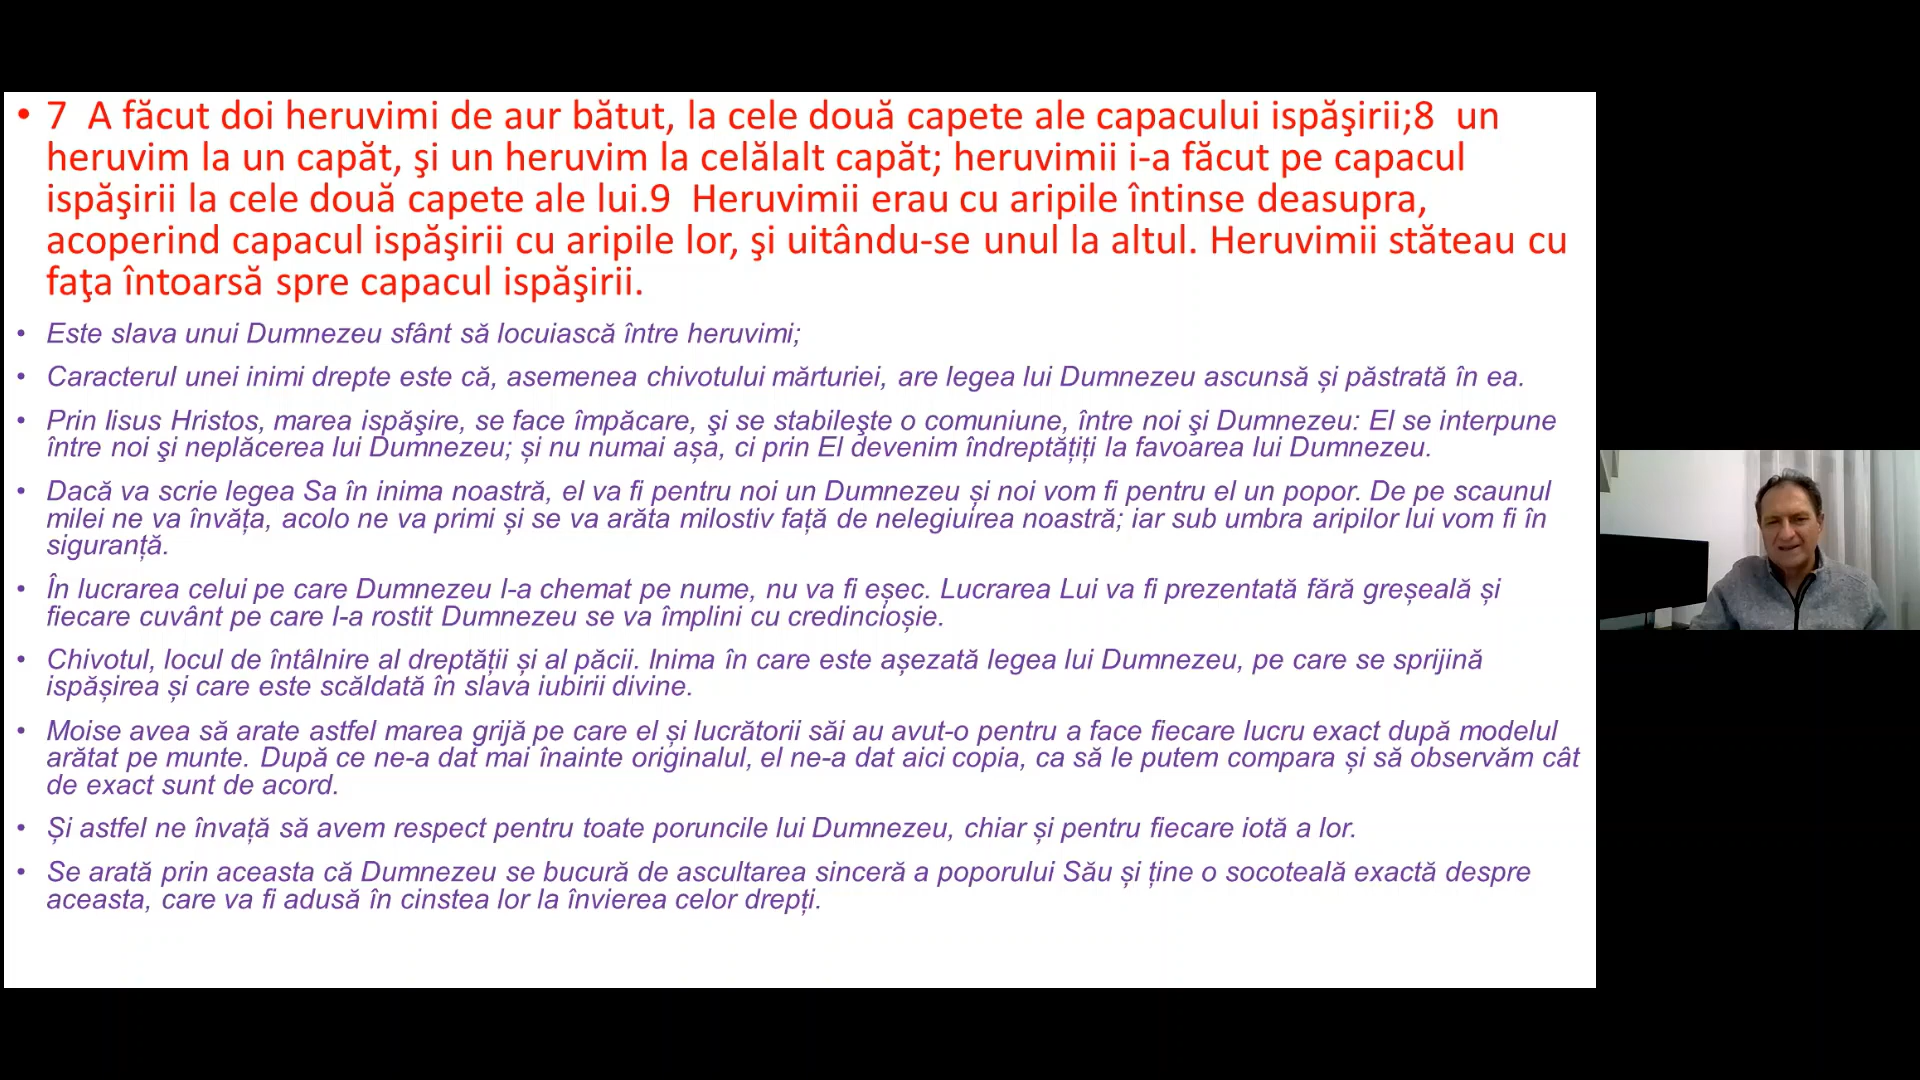 • 7  A făcut doi heruvimi de aur bătut, la cele două capete ale capacului ispăşirii;8  un
heruvim la un capăt, şi un heruvim la celălalt capăt; heruvimii i-a făcut pe capacul
ispăşirii la cele două capete ale lui.9  Heruvimii erau cu aripile întinse deasupra,
acoperind capacul ispăşirii cu aripile lor, şi uitându-se unul la altul. Heruvimii stăteau cu
faţa întoarsă spre capacul ispăşirii.
• Este slava unui Dumnezeu sfânt să locuiască între heruvimi;
• Caracterul unei inimi drepte este că, asemenea chivotului mărturiei, are legea lui Dumnezeu ascunsă și păstrată în ea.
• Prin Iisus Hristos, marea ispăşire, se face împăcare, şi se stabileşte o comuniune, între noi şi Dumnezeu: El se interpune
între noi şi neplăcerea lui Dumnezeu; și nu numai așa, ci prin El devenim îndreptățiți la favoarea lui Dumnezeu.
• Dacă va scrie legea Sa în inima noastră, el va fi pentru noi un Dumnezeu și noi vom fi pentru el un popor. De pe scaunul
milei ne va învăța, acolo ne va primi și se va arăta milostiv față de nelegiuirea noastră; iar sub umbra aripilor lui vom fi în
siguranță.
• În lucrarea celui pe care Dumnezeu l-a chemat pe nume, nu va fi eșec. Lucrarea Lui va fi prezentată fără greșeală și
fiecare cuvânt pe care l-a rostit Dumnezeu se va împlini cu credincioșie.
• Chivotul, locul de întâlnire al dreptății și al păcii. Inima în care este așezată legea lui Dumnezeu, pe care se sprijină
ispășirea și care este scăldată în slava iubirii divine.
• Moise avea să arate astfel marea grijă pe care el și lucrătorii săi au avut-o pentru a face fiecare lucru exact după modelul
arătat pe munte. După ce ne-a dat mai înainte originalul, el ne-a dat aici copia, ca să le putem compara și să observăm cât
de exact sunt de acord.
• Și astfel ne învață să avem respect pentru toate poruncile lui Dumnezeu, chiar și pentru fiecare iotă a lor.
• Se arată prin aceasta că Dumnezeu se bucură de ascultarea sinceră a poporului Său și ține o socoteală exactă despre
aceasta, care va fi adusă în cinstea lor la învierea celor drepți.